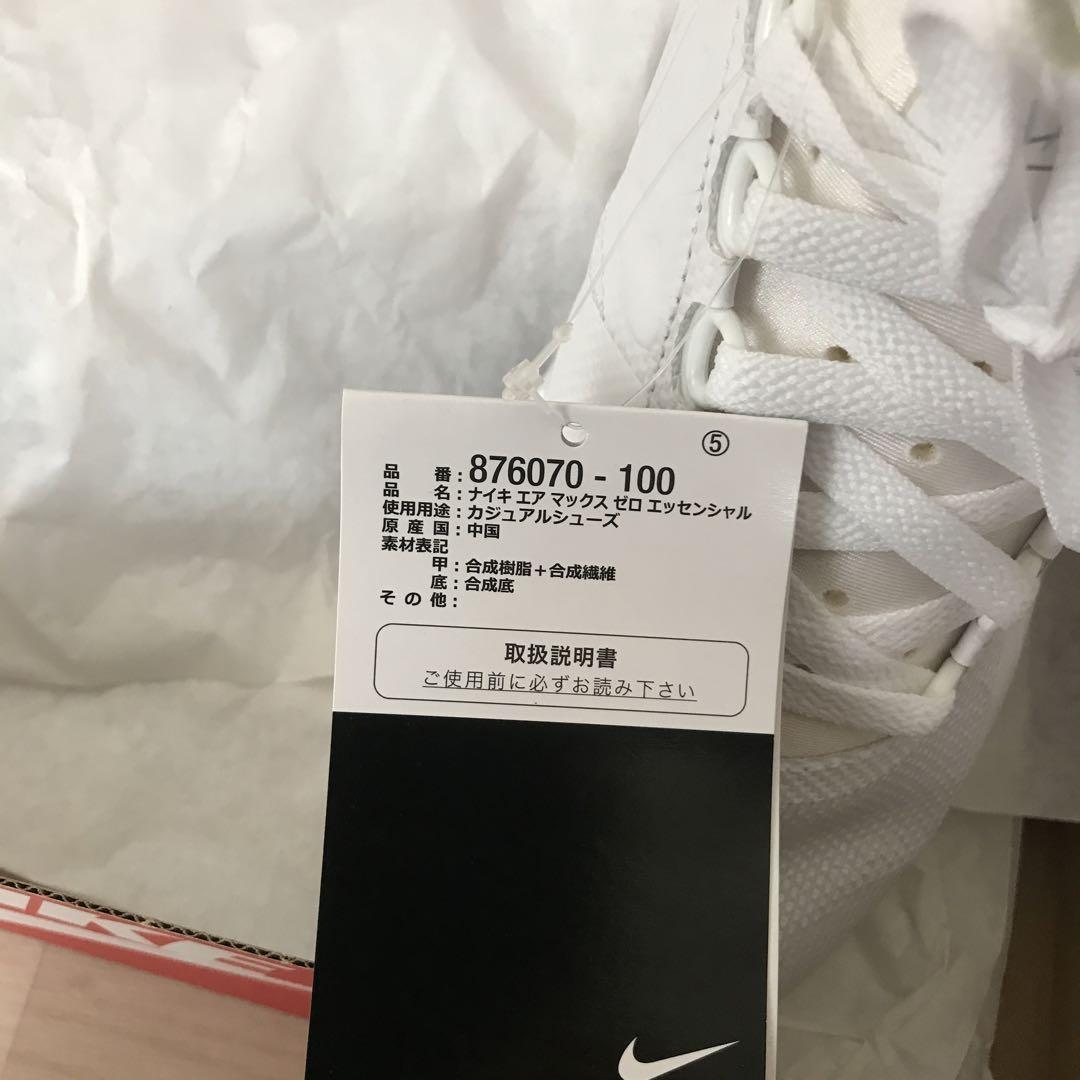 ⑤
品番：876070-100
品名：ナイキ エア マックス ゼロ エッセンシャル
使用用途：カジュアルシューズ
原産国：中国
素材表記
甲：合成樹脂＋合成繊維
底：合成底
その他：
取扱説明書
ご使用前に必ずお読み下さい